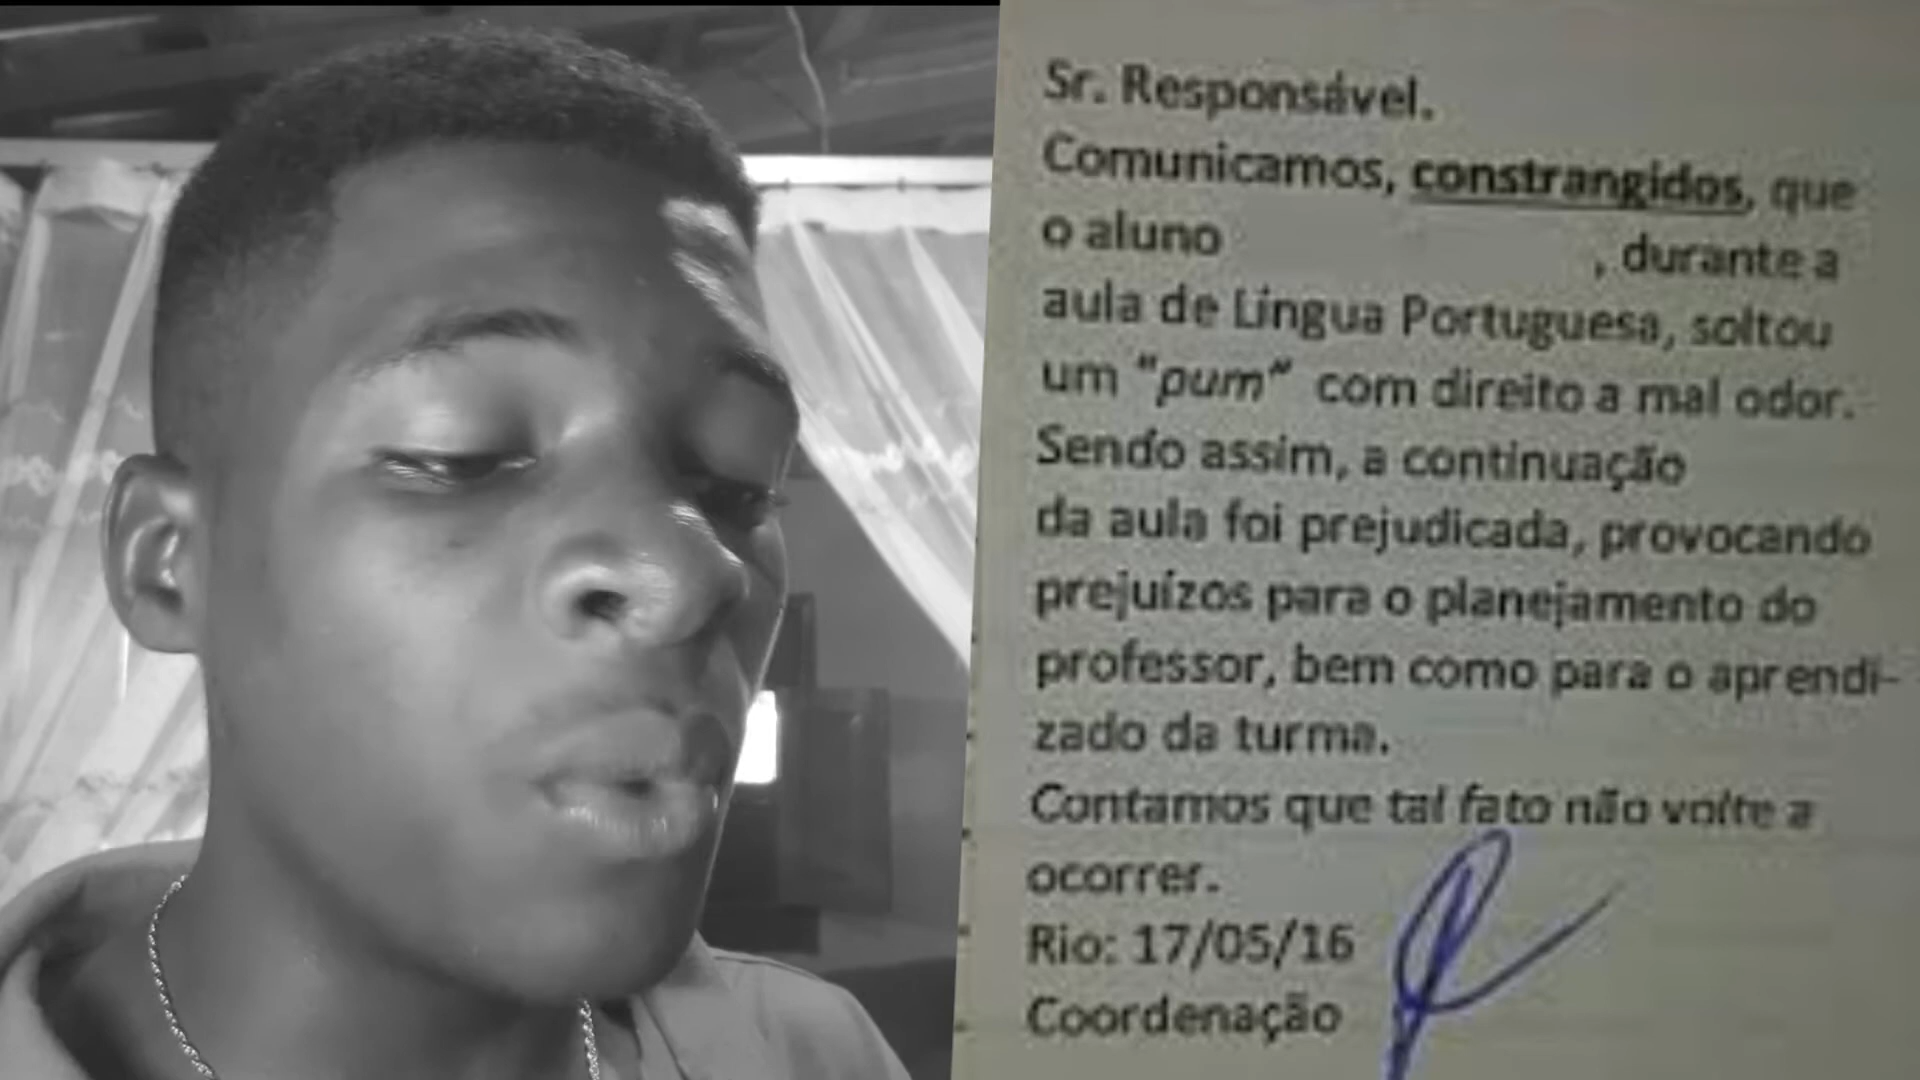 Sr. Responsável.
Comunicamos, constrangidos, que
o aluno , durante a
aula de Língua Portuguesa, soltou
um "pum" com direito a mal odor.
Sendo assim, a continuação
da aula foi prejudicada, provocando
prejuízos para o planejamento do
professor, bem como para o aprendi-
zado da turma.
Contamos que tal fato não volte a
ocorrer.
Rio: 17/05/16
Coordenação